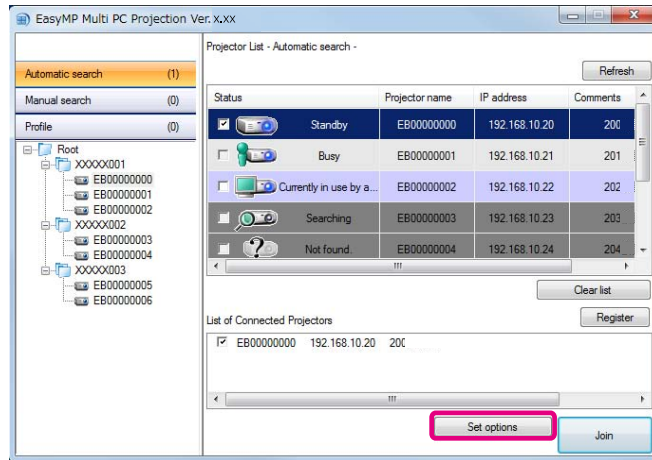 EasyMP Multi PC Projection Ver. X.XX
Projector List - Automatic search -
Automatic search (1)
Manual search (0)
Profile (0)
Root
XXXXX001
EB00000000
EB00000001
EB00000002
XXXXX002
EB00000003
EB00000004
XXXXX003
EB00000005
EB00000006
Refresh
Status Projector name IP address Comments
Standby EB00000000 192.168.10.20 200
Busy EB00000001 192.168.10.21 201
Currently in use by a... EB00000002 192.168.10.22 202
Searching EB00000003 192.168.10.23 203
Not found. EB00000004 192.168.10.24 204
Clear list
List of Connected Projectors
Register
EB00000000 192.168.10.20 200
Set options
Join